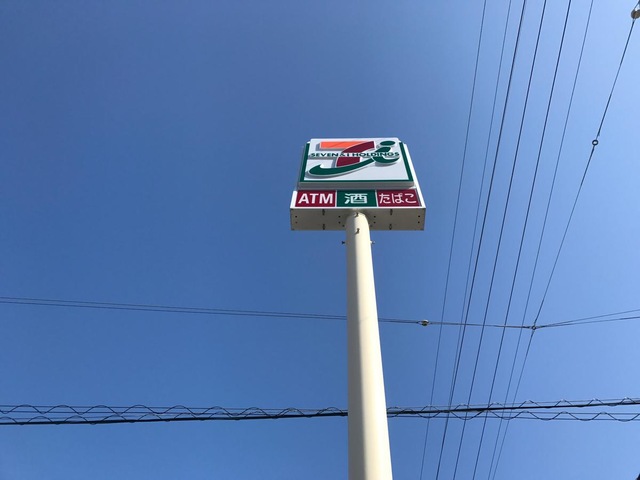 SEVEN&i HOLDINGS
ATM 酒 たばこ